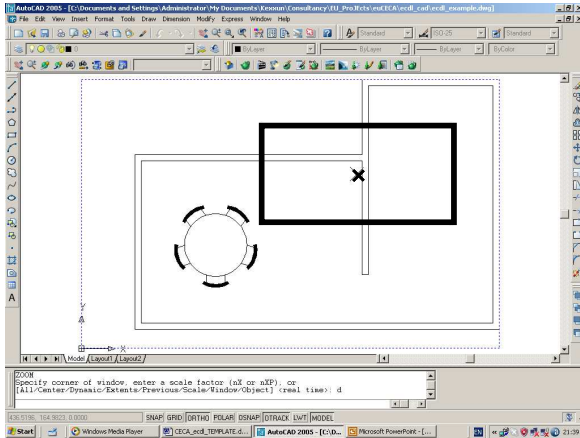 AutoCAD 2005 - [C:\Documents and Settings\Administrator\My Documents\Kexxun\Consultancy\EU_Projects\euCECA\ecdl_cad\ecdl_example.dwg]
File Edit View Insert Format Tools Draw Dimension Modify Express Window Help
Standard ISO-25 Standard
0 ByLayer ByLayer ByLayer ByColor
A
Y
X
Model Layout1 Layout2
ZOOM
Specify corner of window, enter a scale factor (nX or nXP), or
[All/Center/Dynamic/Extents/Previous/Scale/Window/Object] <real time>: d
SNAP GRID ORTHO POLAR OSNAP OTRACK LWT MODEL
Start Windows Media Player CECA_ecdl_TEMPLATE.d... AutoCAD 2005 - [C:\D... Microsoft PowerPoint - [... EN 21:39